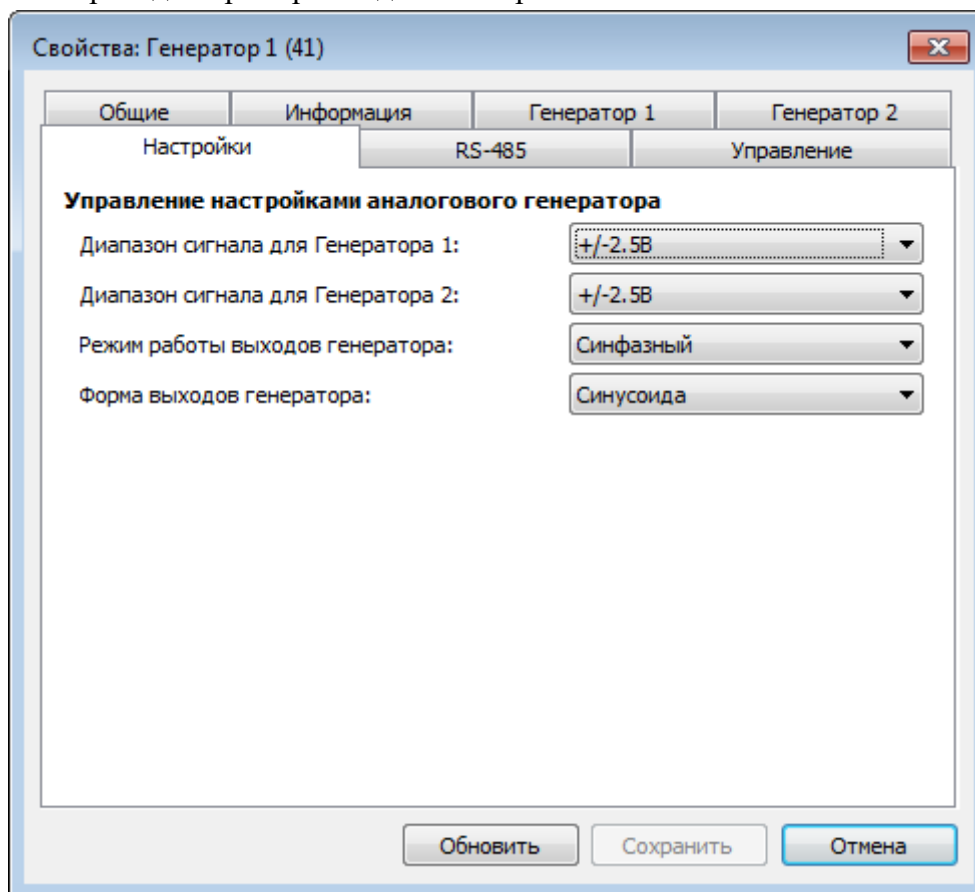 Свойства: Генератор 1 (41)
Общие Информация Генератор 1 Генератор 2
Настройки RS-485 Управление
Управление настройками аналогового генератора
Диапазон сигнала для Генератора 1: +/-2.5В
Диапазон сигнала для Генератора 2: +/-2.5В
Режим работы выходов генератора: Синфазный
Форма выходов генератора: Синусоида
Обновить Сохранить Отмена